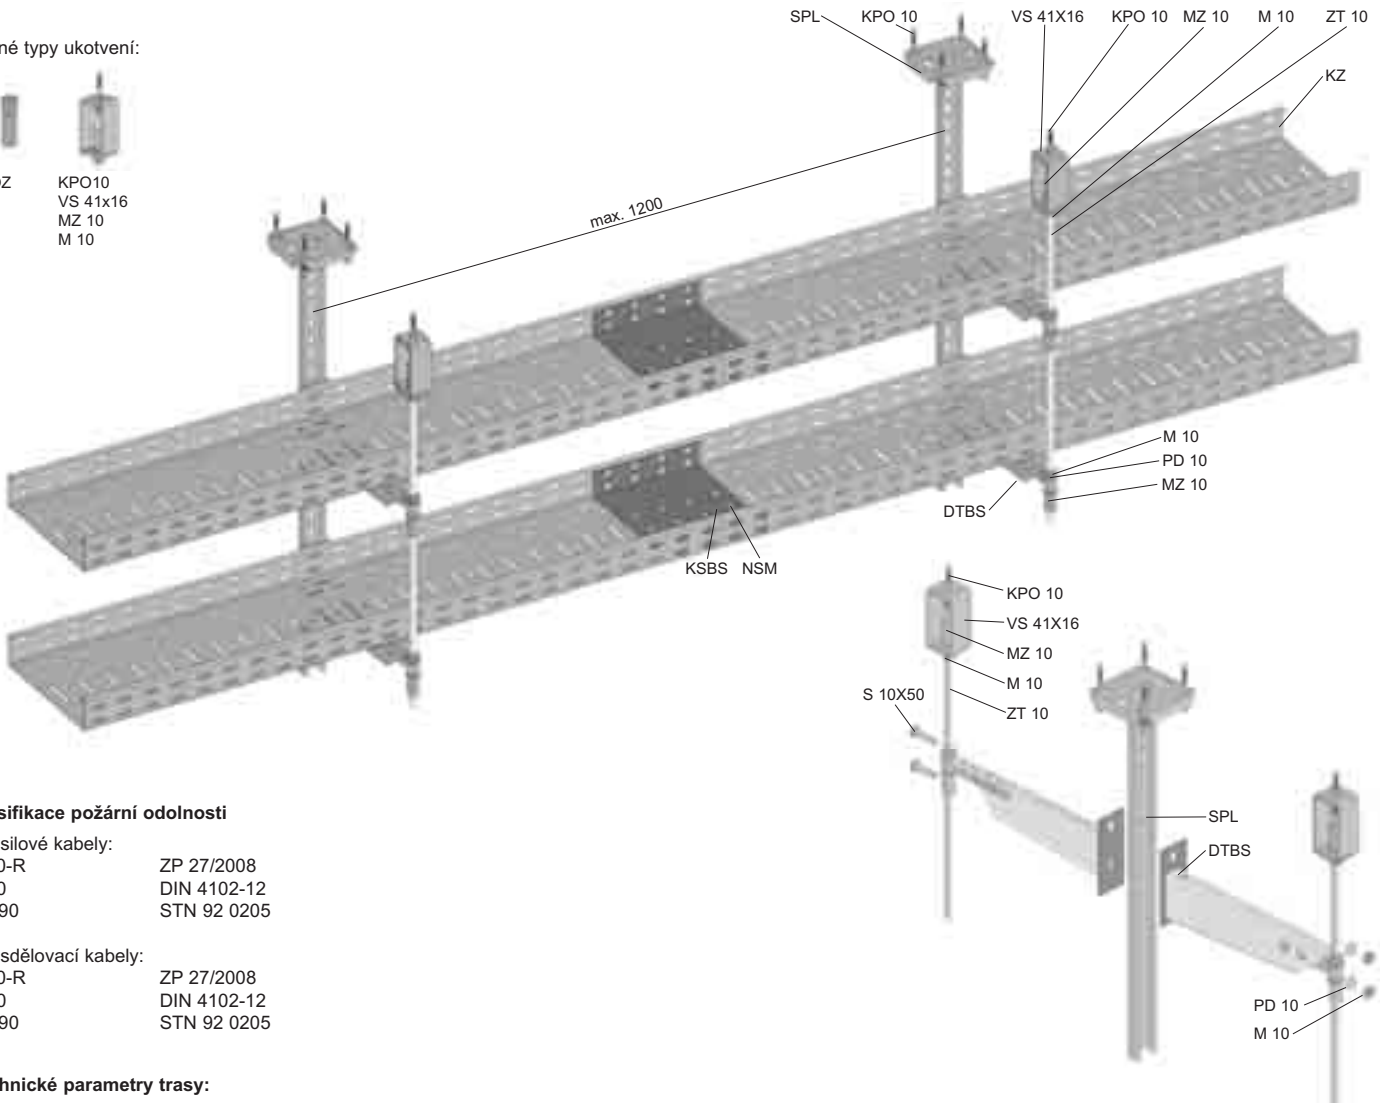 SPL KPO 10 VS 41X16 KPO 10 MZ 10 M 10 ZT 10
né typy ukotvení:
KZ
Z KPO10
VS 41x16
MZ 10
M 10
max. 1200
M 10
PD 10
MZ 10
DTBS
KSBS NSM
KPO 10
VS 41X16
MZ 10
M 10
S 10X50
ZT 10
SPL
DTBS
PD 10
M 10
sifikace požární odolnosti
silové kabely:
0-R ZP 27/2008
0 DIN 4102-12
90 STN 92 0205
sdělovací kabely:
0-R ZP 27/2008
0 DIN 4102-12
90 STN 92 0205
hnické parametry trasy: